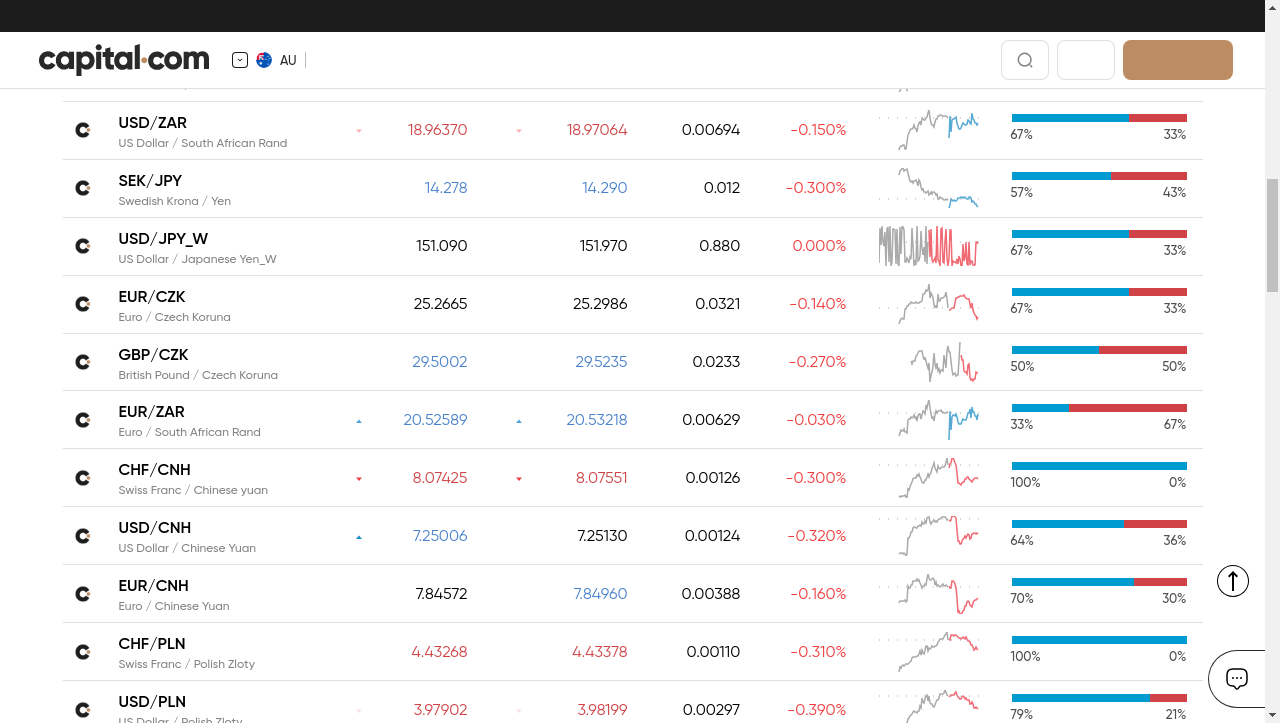 capital.com AU
USD/ZAR 18.96370 18.97064 0.00694 -0.150%
US Dollar / South African Rand 67% 33%
SEK/JPY 14.278 14.290 0.012 -0.300%
Swedish Krona / Yen 57% 43%
USD/JPY_W 151.090 151.970 0.880 0.000%
US Dollar / Japanese Yen_W 67% 33%
EUR/CZK 25.2665 25.2986 0.0321 -0.140%
Euro / Czech Koruna 67% 33%
GBP/CZK 29.5002 29.5235 0.0233 -0.270%
British Pound / Czech Koruna 50% 50%
EUR/ZAR 20.52589 20.53218 0.00629 -0.030%
Euro / South African Rand 33% 67%
CHF/CNH 8.07425 8.07551 0.00126 -0.300%
Swiss Franc / Chinese yuan 100% 0%
USD/CNH 7.25006 7.25130 0.00124 -0.320%
US Dollar / Chinese Yuan 64% 36%
EUR/CNH 7.84572 7.84960 0.00388 -0.160%
Euro / Chinese Yuan 70% 30%
CHF/PLN 4.43268 4.43378 0.00110 -0.310%
Swiss Franc / Polish Zloty 100% 0%
USD/PLN 3.97902 3.98199 0.00297 -0.390%
US Dollar / Polish Zloty 79% 21%